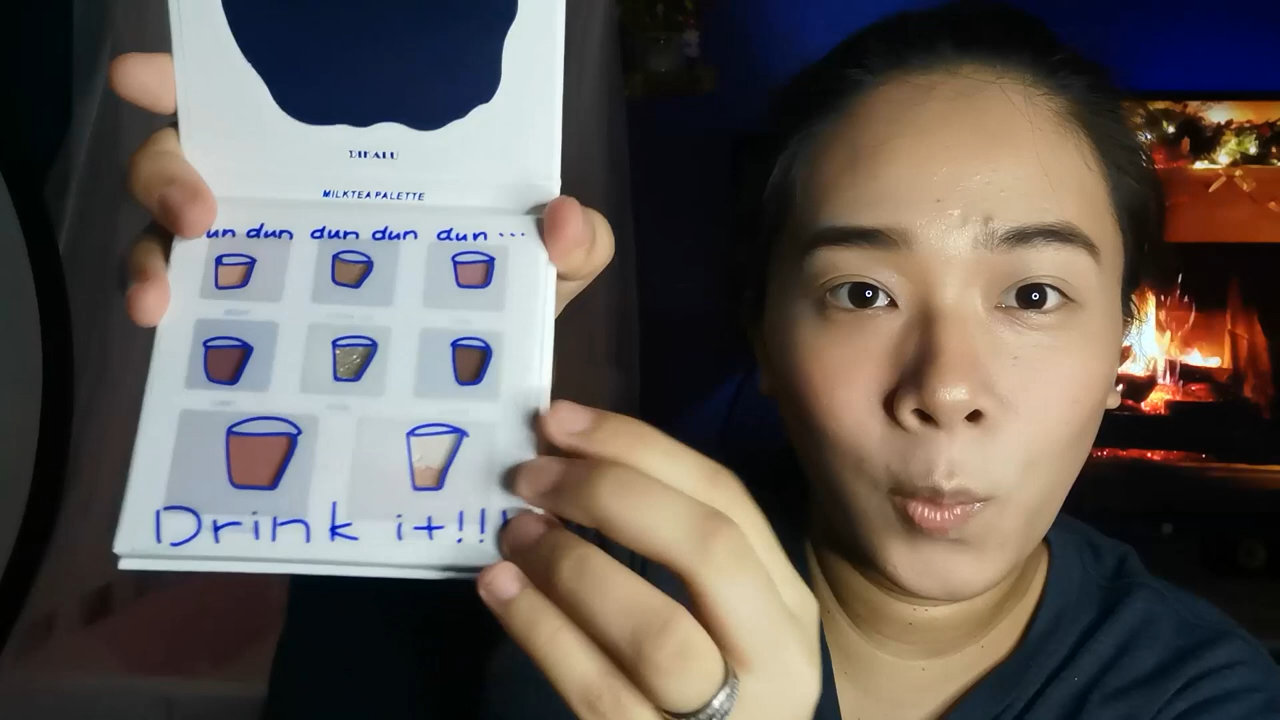 DIKALU
MILKTEA PALETTE
un dun dun dun dun ...
Drink it!!!